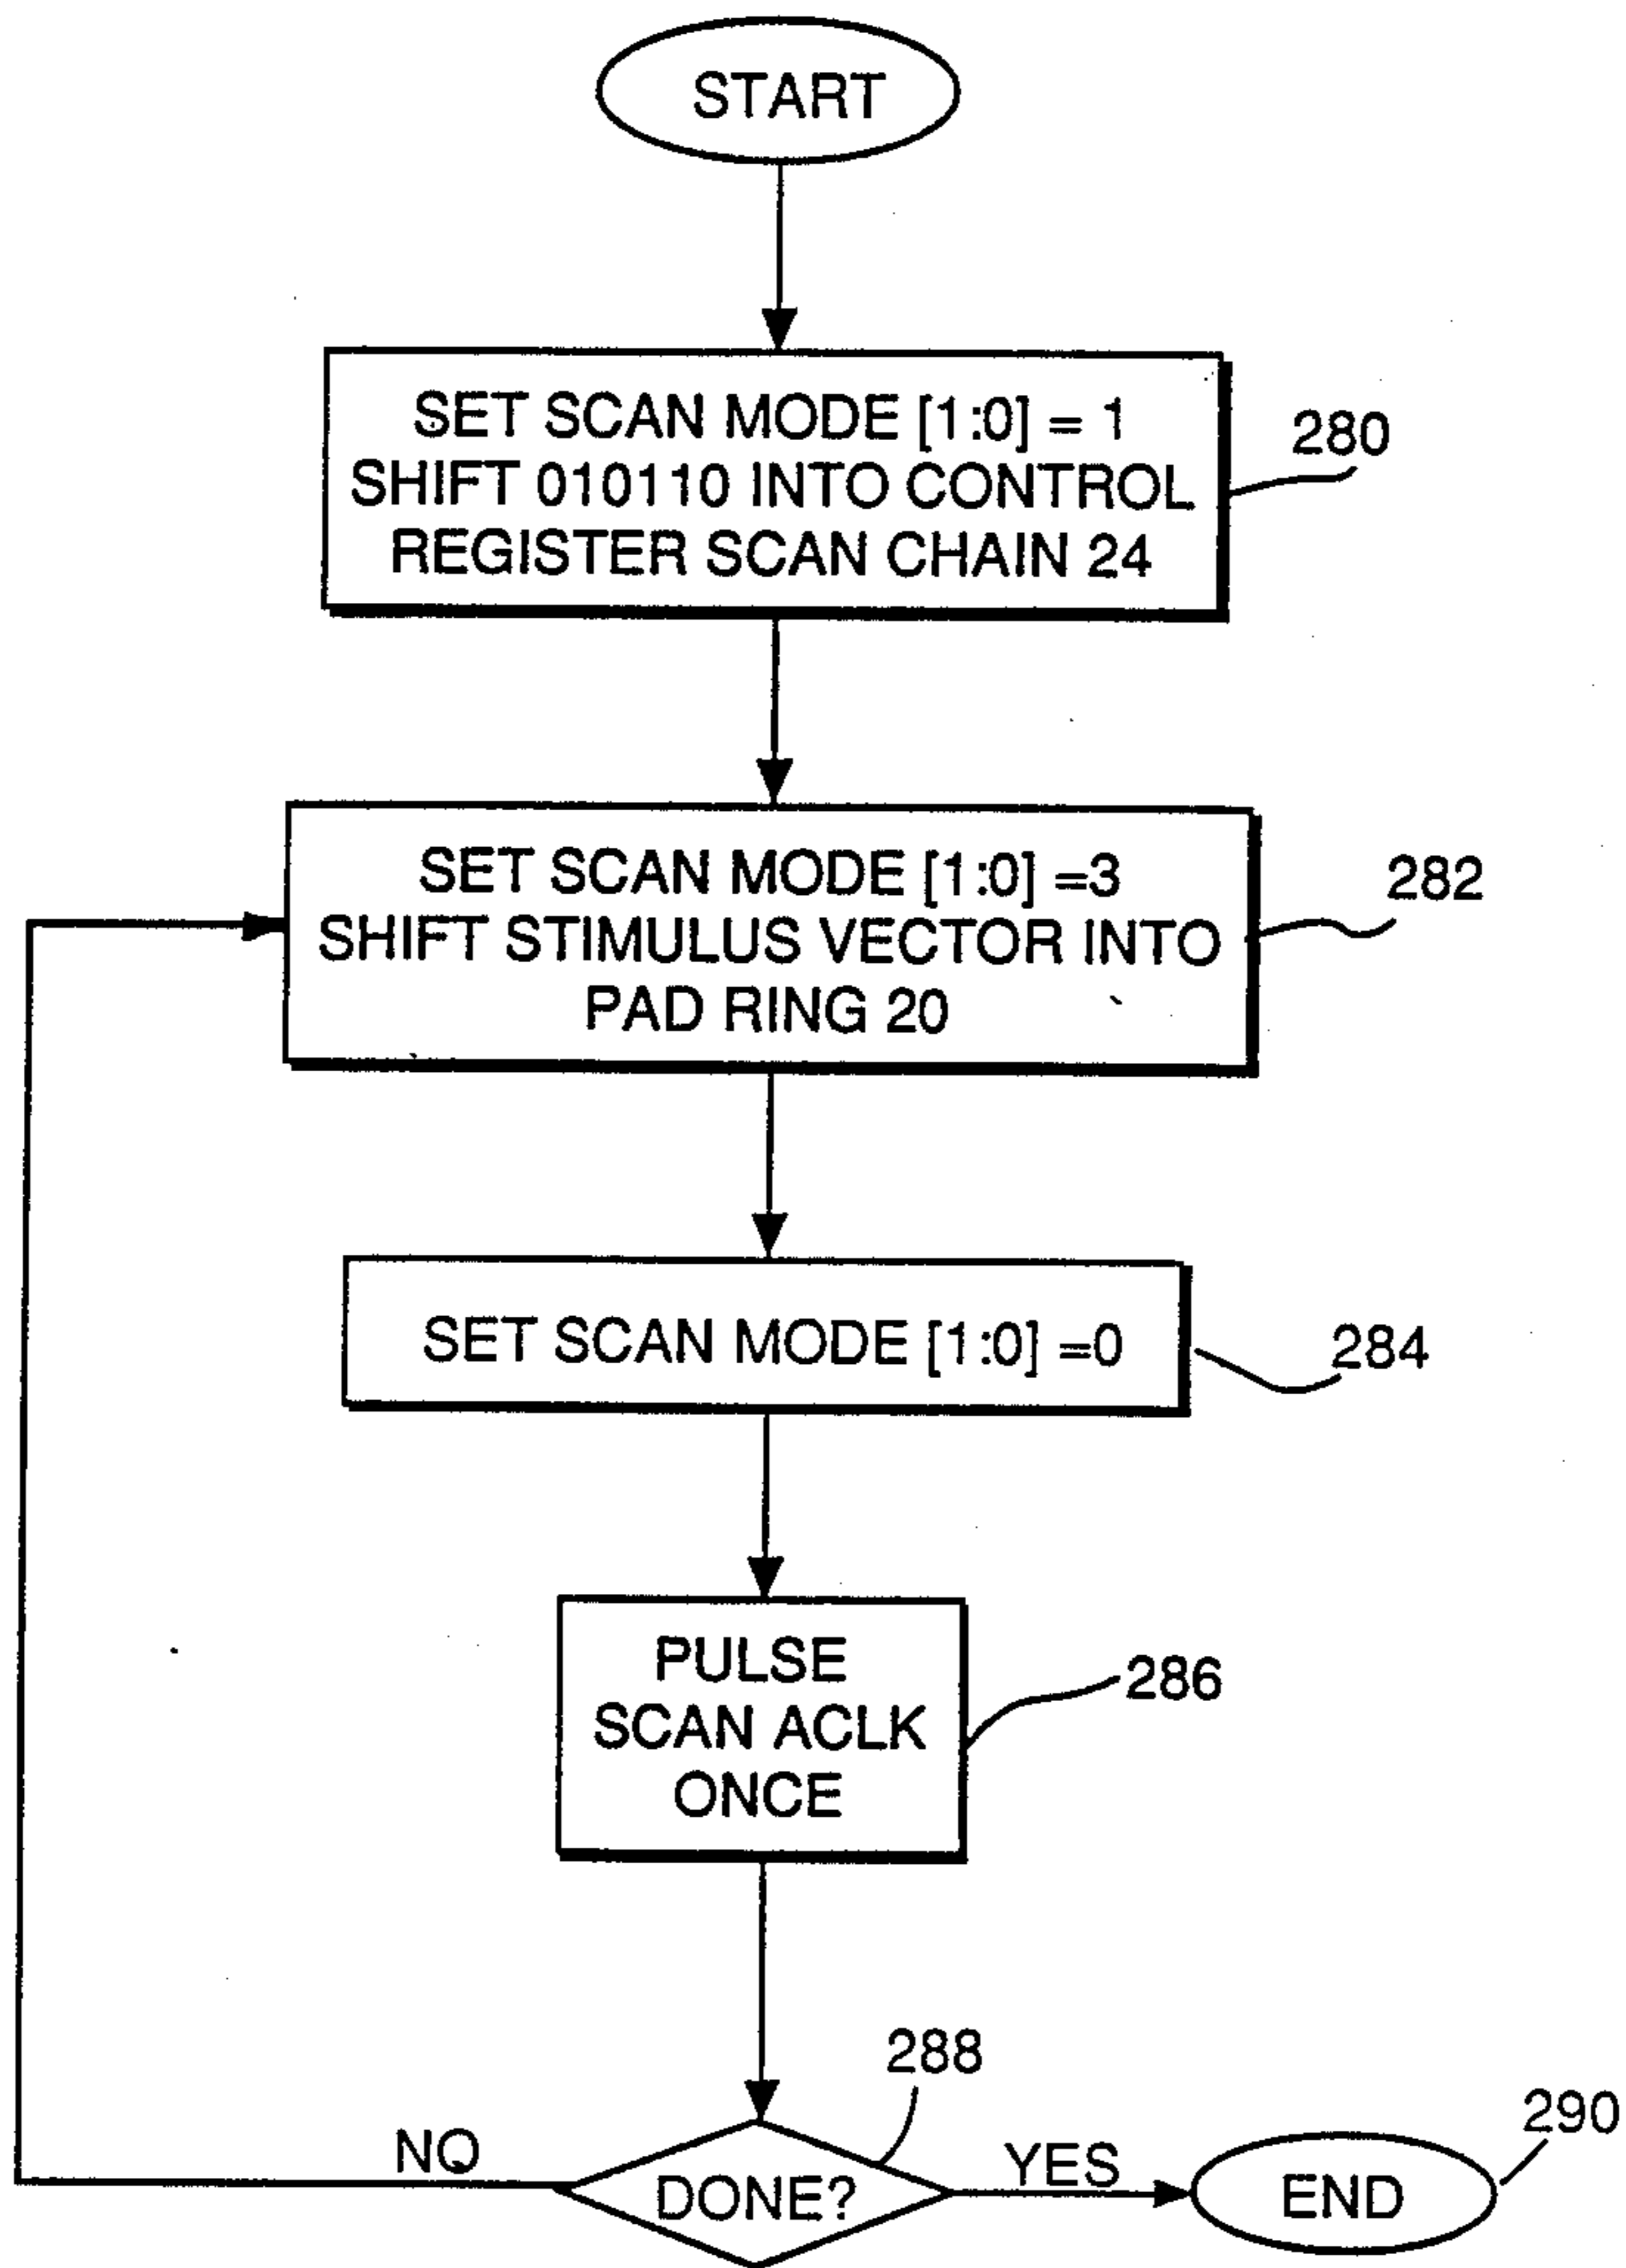 START
SET SCAN MODE [1:0] = 1
SHIFT 010110 INTO CONTROL
REGISTER SCAN CHAIN 24
280
SET SCAN MODE [1:0] =3
SHIFT STIMULUS VECTOR INTO
PAD RING 20
282
SET SCAN MODE [1:0] =0
284
PULSE
SCAN ACLK
ONCE
286
288
NO
DONE?
YES
END
290